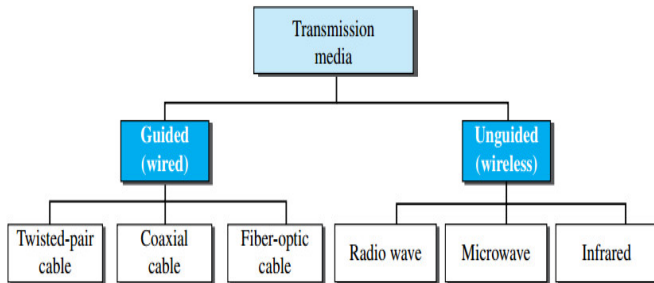 Transmission
media
Guided
(wired)
Unguided
(wireless)
Twisted-pair
cable
Coaxial
cable
Fiber-optic
cable
Radio wave
Microwave
Infrared